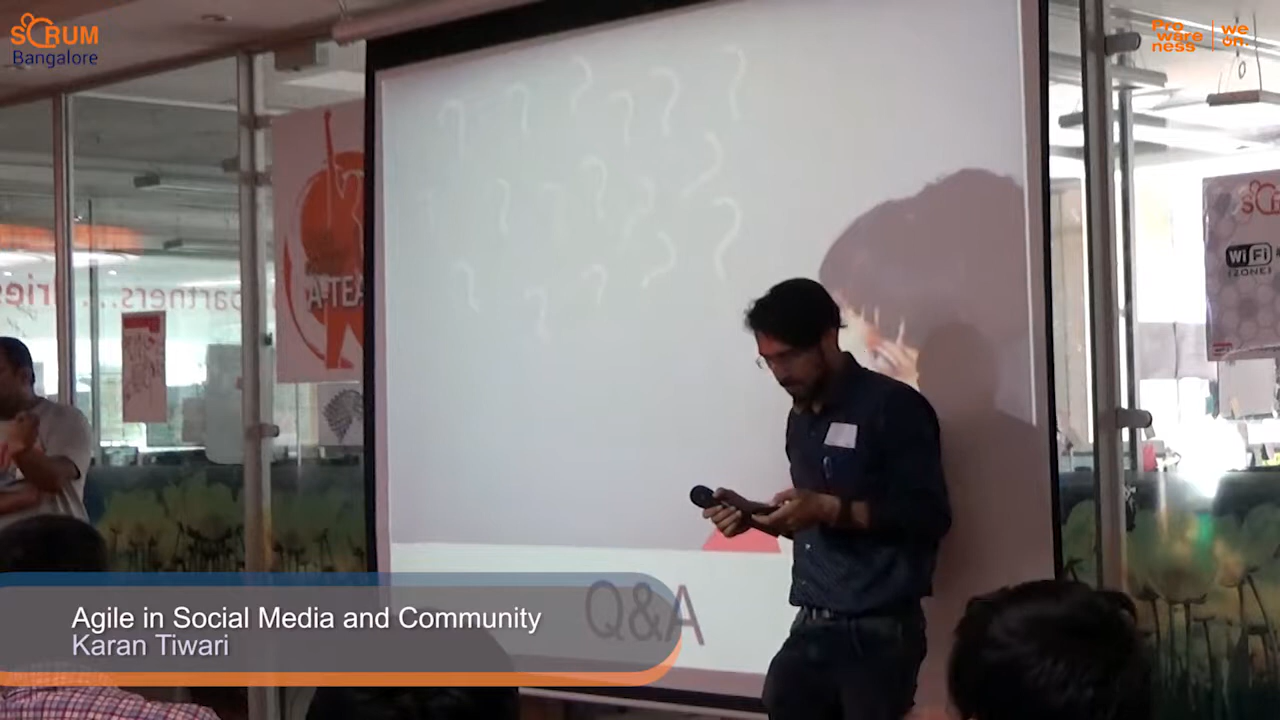 SCRUM
Bangalore
Pro
ware
ness
we
on.
A-TEA
partners...
WiFi
ZONE
Q&A
Agile in Social Media and Community
Karan Tiwari